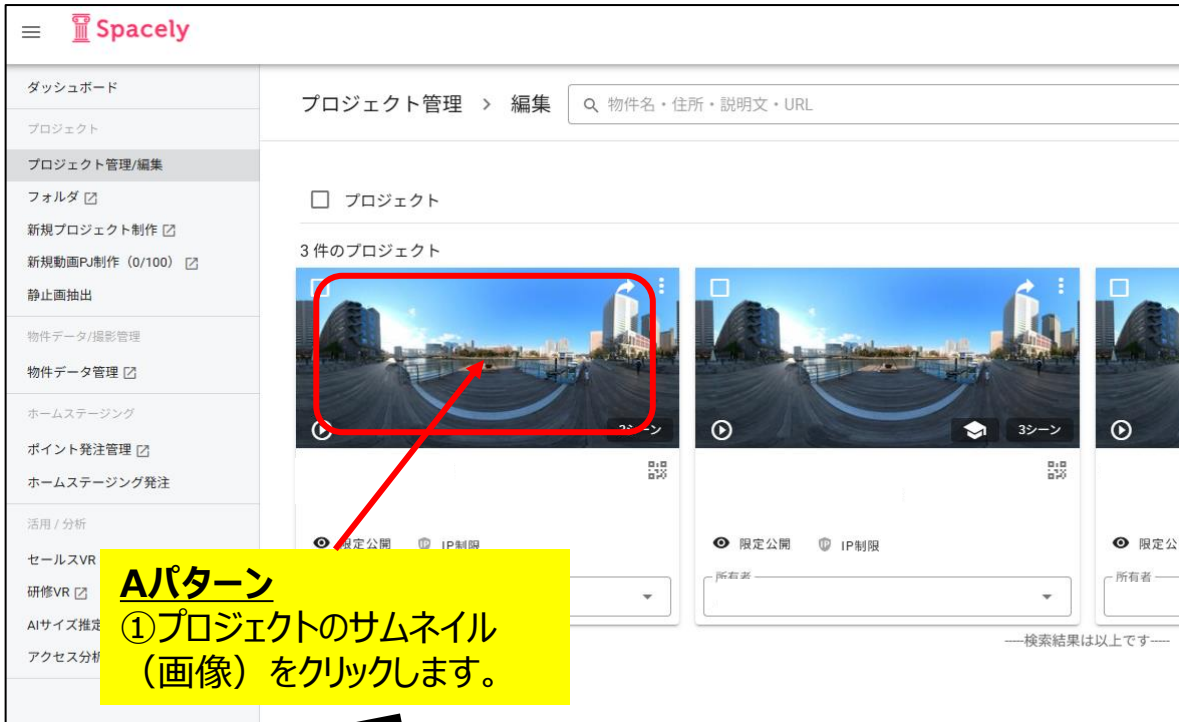 Spacely
ダッシュボード
プロジェクト
プロジェクト管理/編集
フォルダ
新規プロジェクト制作
新規動画PJ制作（0/100）
静止画抽出
物件データ/撮影管理
物件データ管理
ホームステージング
ポイント発注管理
ホームステージング発注
活用 / 分析
セールスVR
研修VR
AIサイズ推定
アクセス分析
プロジェクト管理 > 編集
物件名・住所・説明文・URL
プロジェクト
3 件のプロジェクト
3シーン
限定公開 IP制限
限定公開 IP制限
限定公
所有者
所有者
-----検索結果は以上です-----
Aパターン
①プロジェクトのサムネイル
（画像）をクリックします。